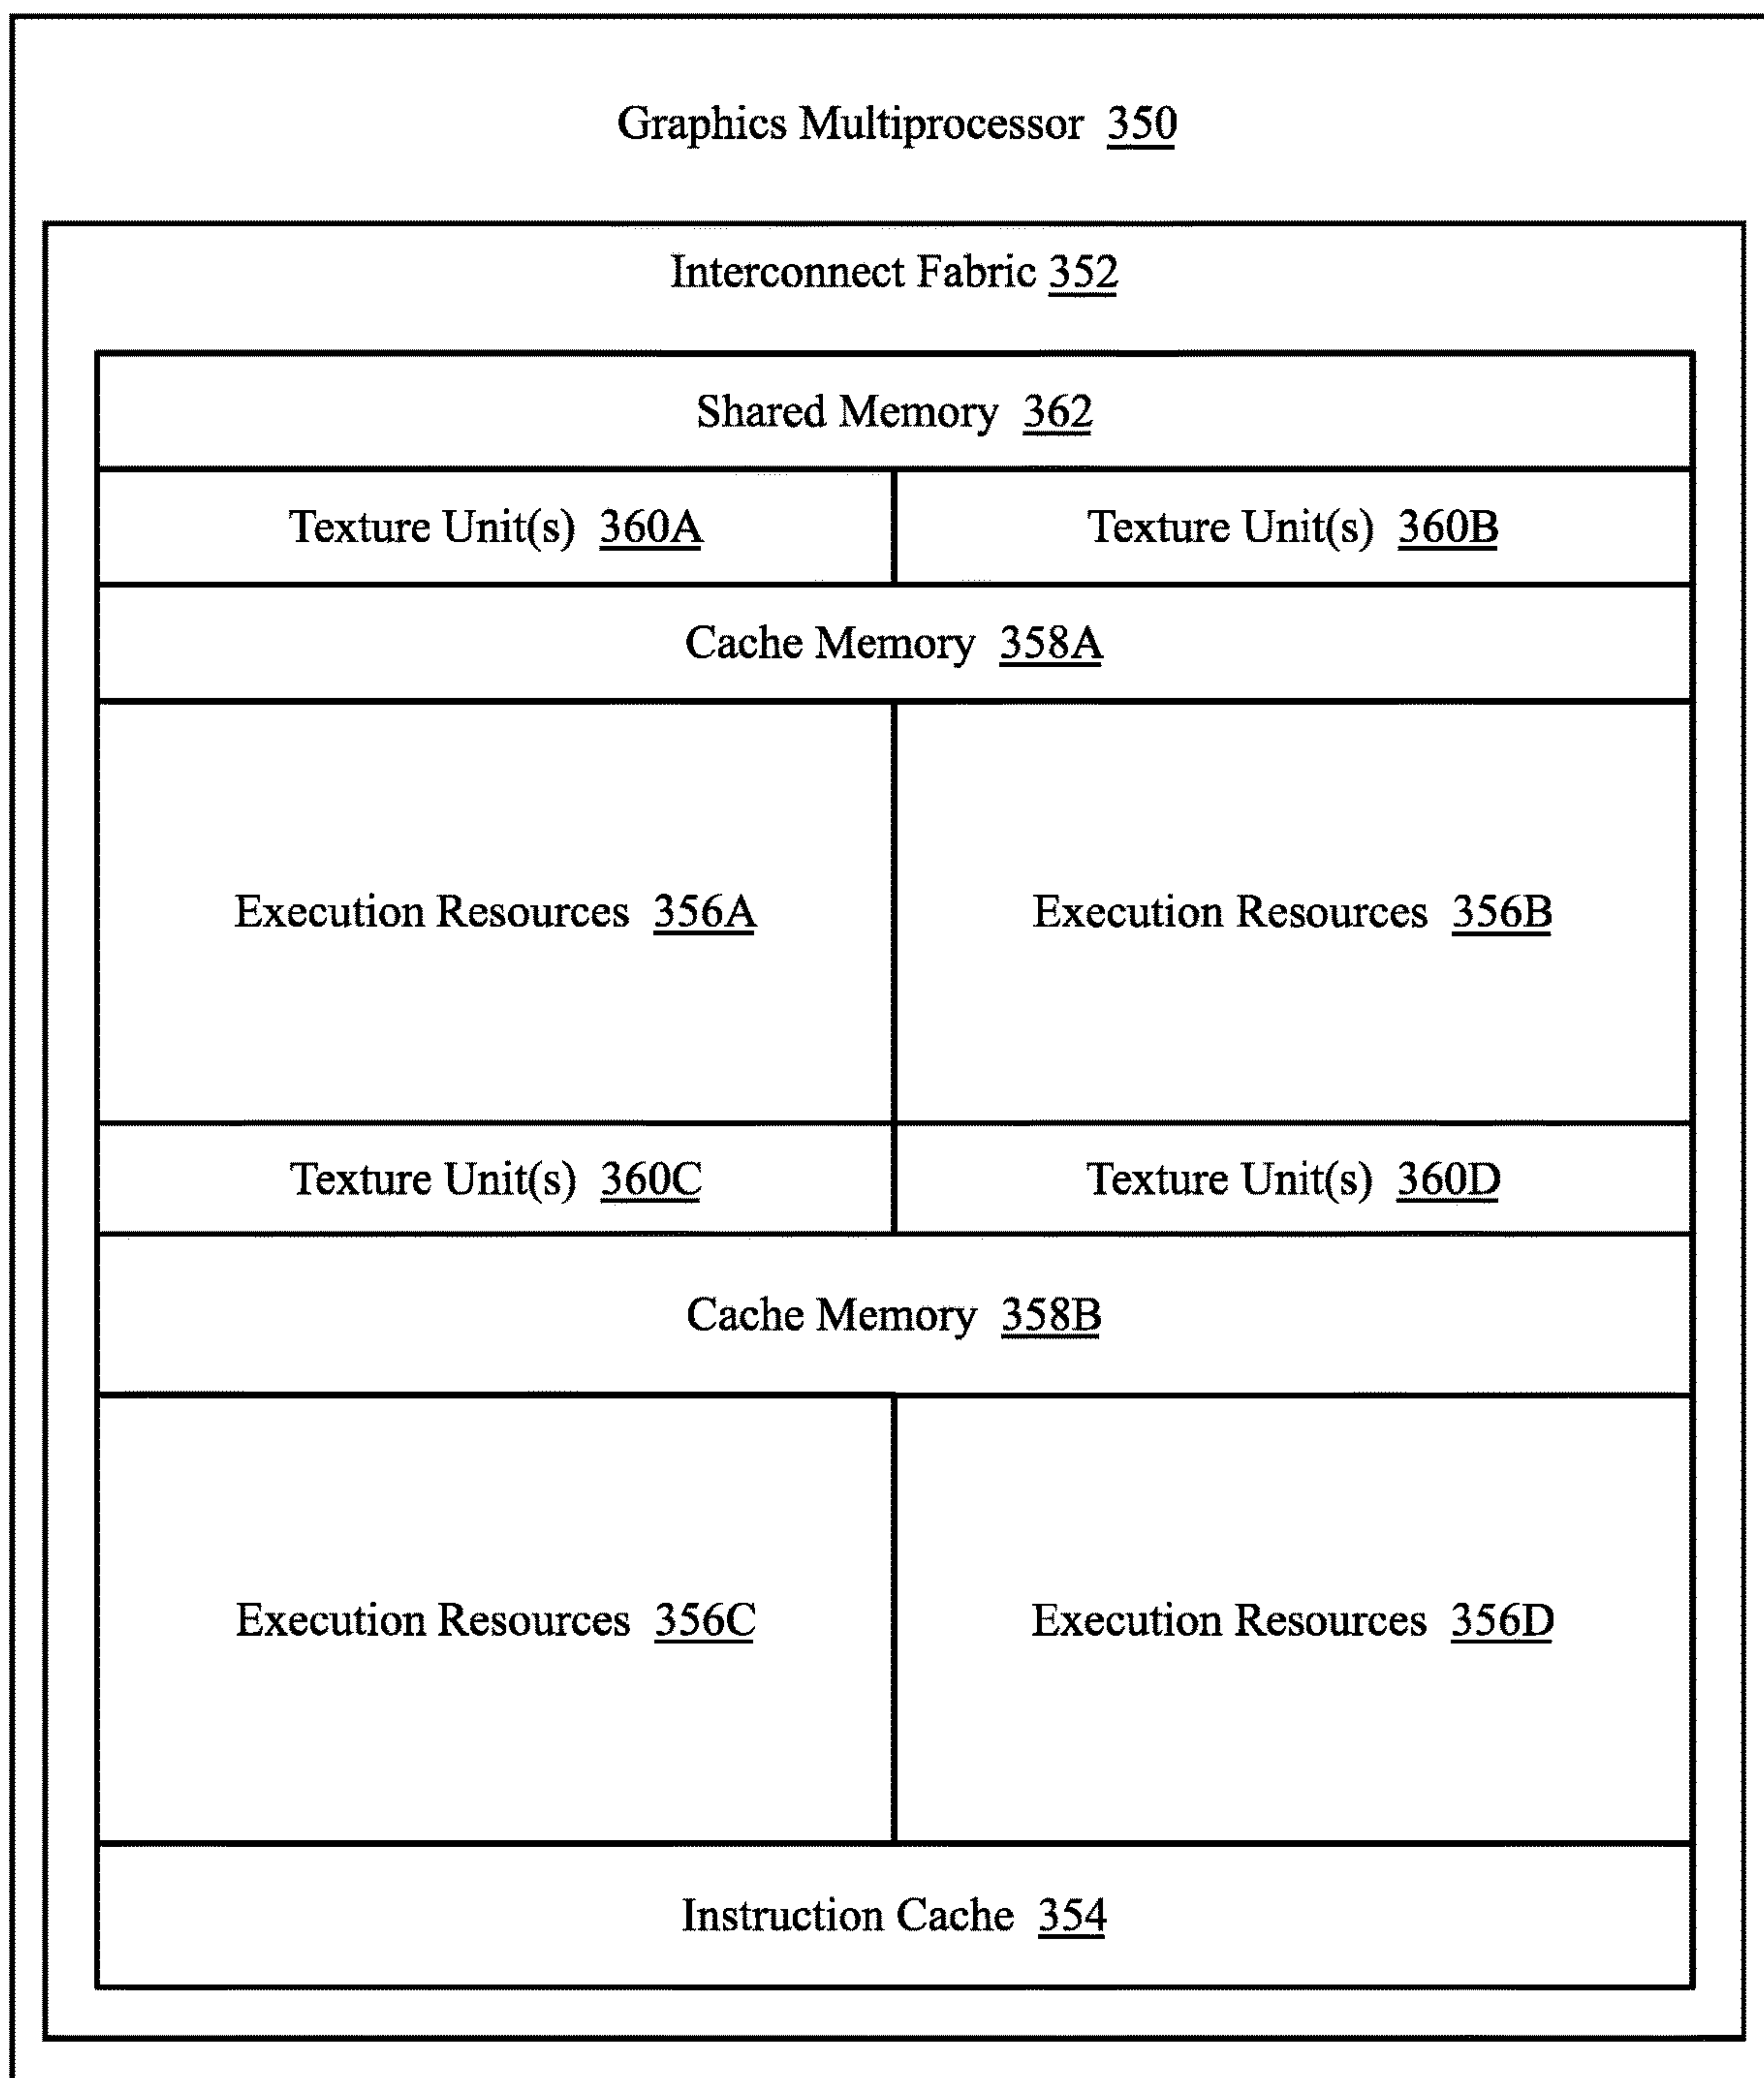 Graphics Multiprocessor 350
Interconnect Fabric 352
Shared Memory 362
Texture Unit(s) 360A
Texture Unit(s) 360B
Cache Memory 358A
Execution Resources 356A
Execution Resources 356B
Texture Unit(s) 360C
Texture Unit(s) 360D
Cache Memory 358B
Execution Resources 356C
Execution Resources 356D
Instruction Cache 354